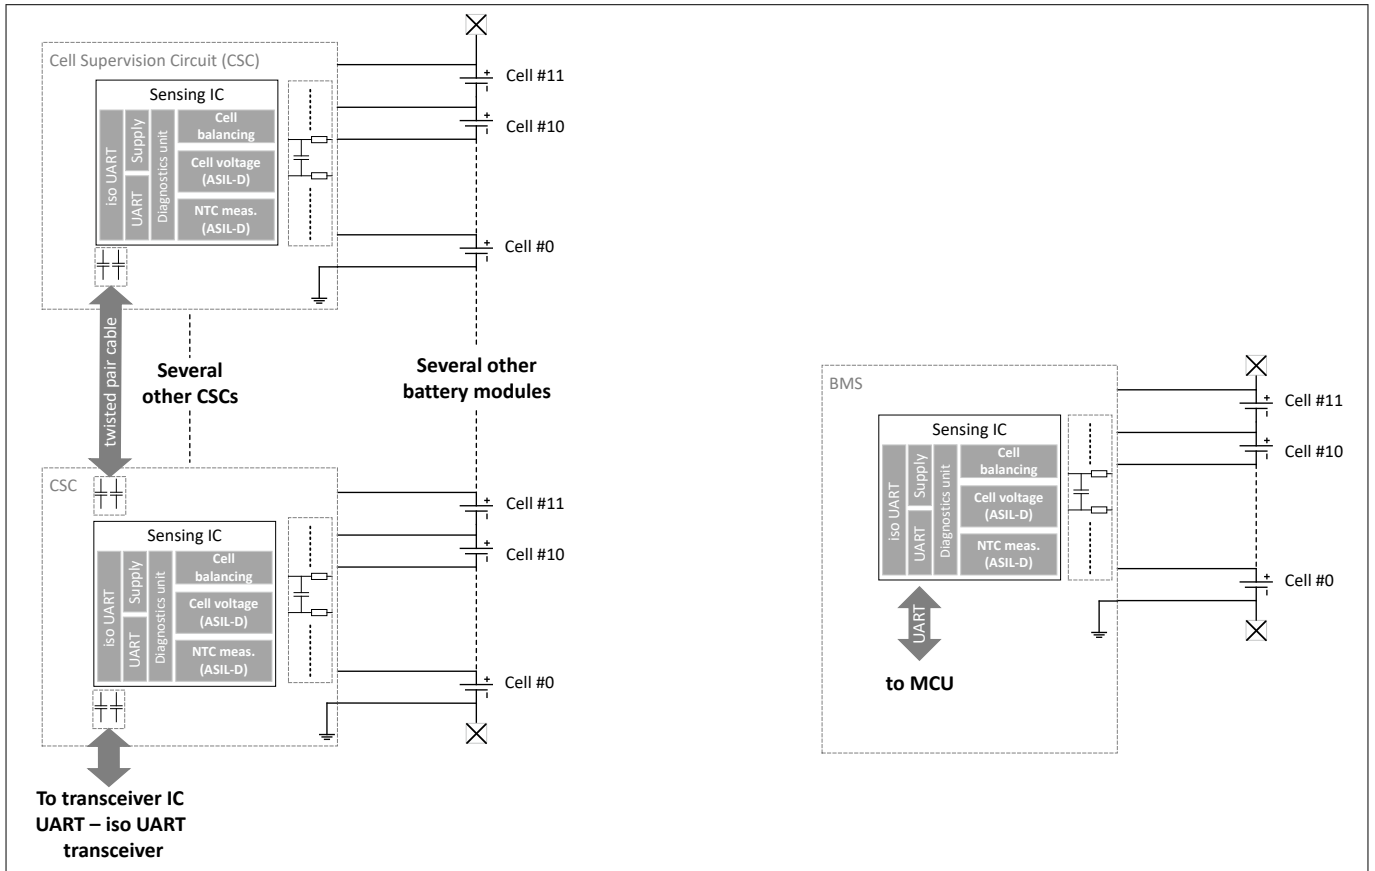 Cell Supervision Circuit (CSC)
Sensing IC
iso UART
Supply
UART
Diagnostics unit
Cell
balancing
Cell voltage
(ASIL-D)
NTC meas.
(ASIL-D)
+
Cell #11
+
Cell #10
+
Cell #0
twisted pair cable
Several
other CSCs
Several other
battery modules
CSC
Sensing IC
iso UART
Supply
UART
Diagnostics unit
Cell
balancing
Cell voltage
(ASIL-D)
NTC meas.
(ASIL-D)
+
Cell #11
+
Cell #10
+
Cell #0
To transceiver IC
UART – iso UART
transceiver
BMS
Sensing IC
iso UART
Supply
UART
Diagnostics unit
Cell
balancing
Cell voltage
(ASIL-D)
NTC meas.
(ASIL-D)
+
Cell #11
+
Cell #10
+
Cell #0
UART
to MCU